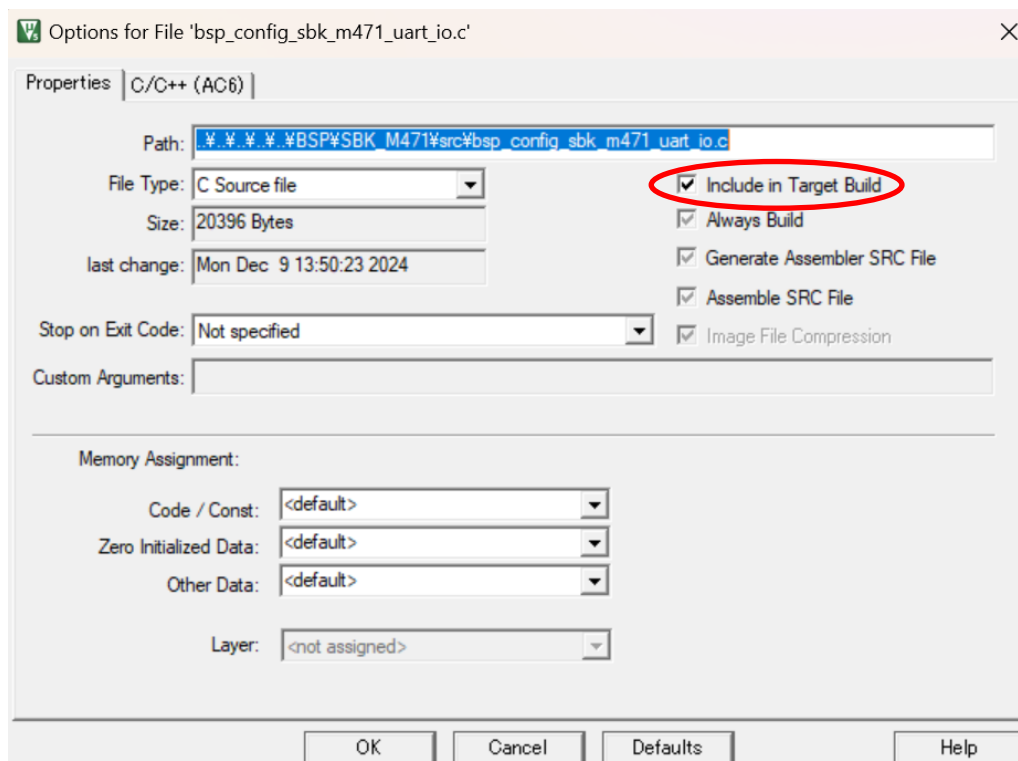 Options for File 'bsp_config_sbk_m471_uart_io.c'
Properties C/C++ (AC6)
Path: ..¥..¥..¥..¥..¥BSP¥SBK_M471¥src¥bsp_config_sbk_m471_uart_io.c
File Type: C Source file
Include in Target Build
Size: 20396 Bytes
Always Build
last change: Mon Dec 9 13:50:23 2024
Generate Assembler SRC File
Assemble SRC File
Stop on Exit Code: Not specified
Image File Compression
Custom Arguments:
Memory Assignment:
Code / Const: <default>
Zero Initialized Data: <default>
Other Data: <default>
Layer: <not assigned>
OK Cancel Defaults Help